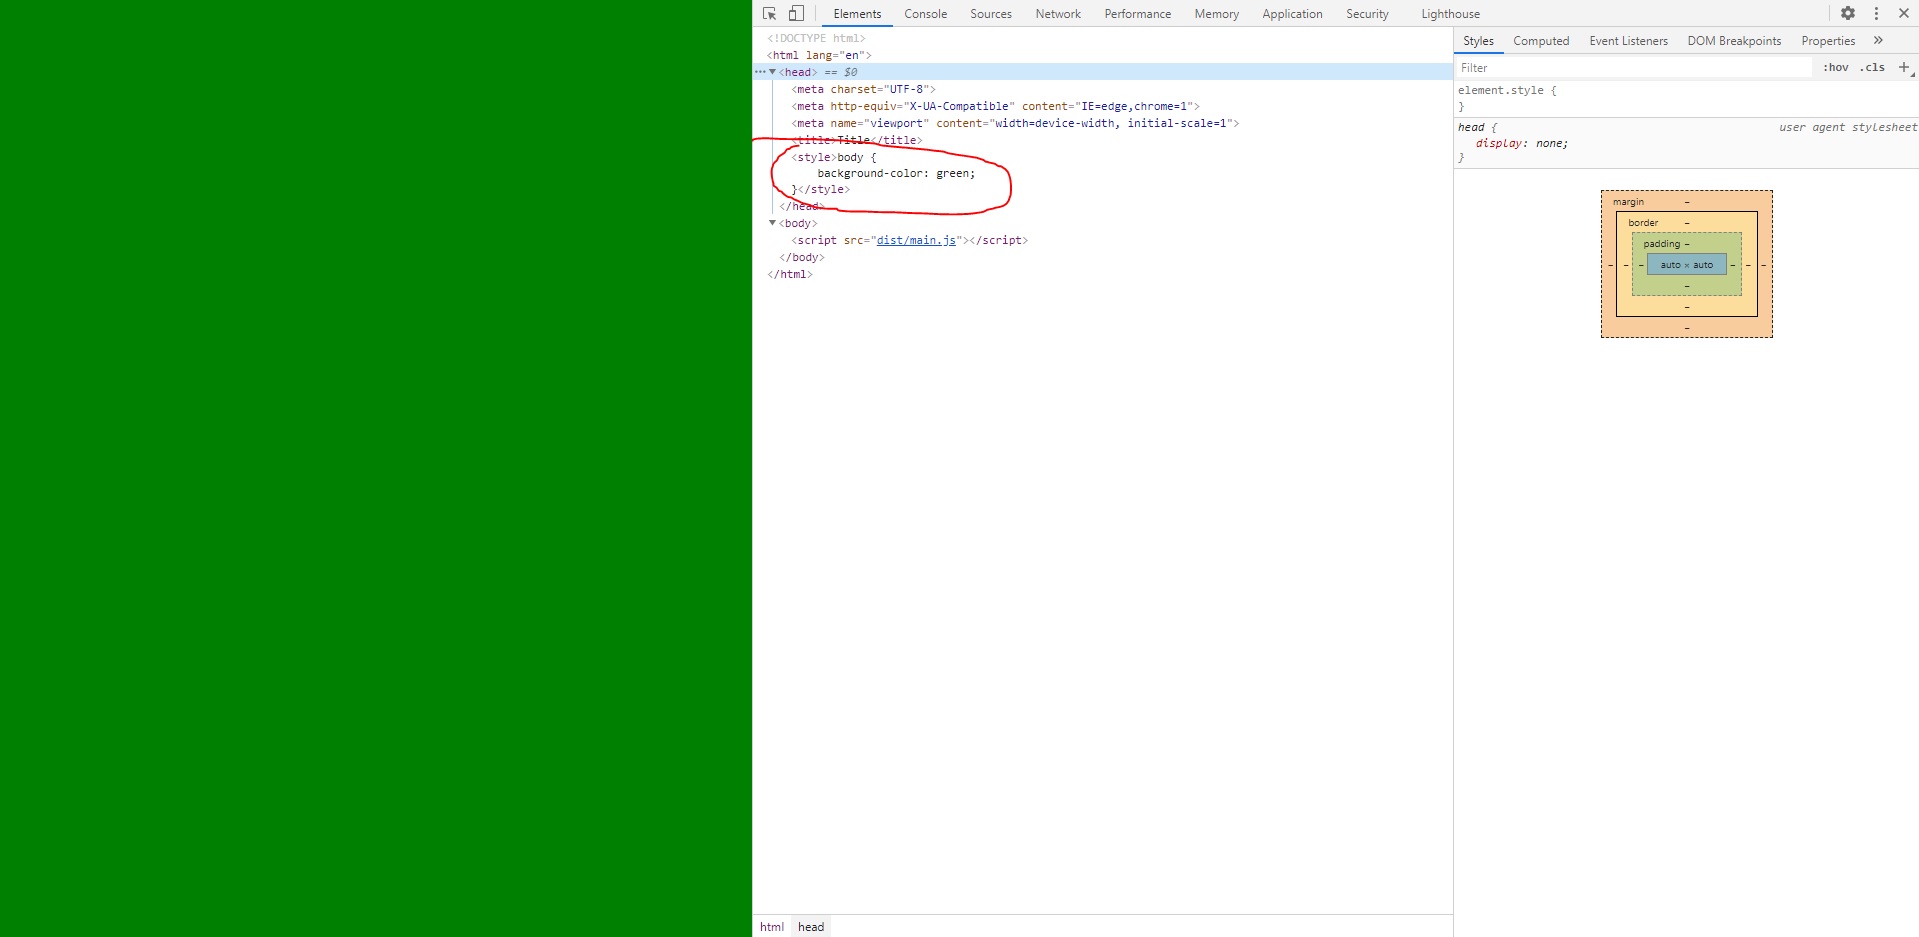 Elements Console Sources Network Performance Memory Application Security Lighthouse
<!DOCTYPE html>
<html lang="en">
<head> == $0
<meta charset="UTF-8">
<meta http-equiv="X-UA-Compatible" content="IE=edge,chrome=1">
<meta name="viewport" content="width=device-width, initial-scale=1">
<title>Title</title>
<style>body {
background-color: green;
}</style>
</head>
<body>
<script src="dist/main.js"></script>
</body>
</html>
html head
Styles Computed Event Listeners DOM Breakpoints Properties »
Filter :hov .cls +
element.style {
}
head { user agent stylesheet
display: none;
}
margin -
border -
padding -
- - - auto × auto - - -
-
-
-